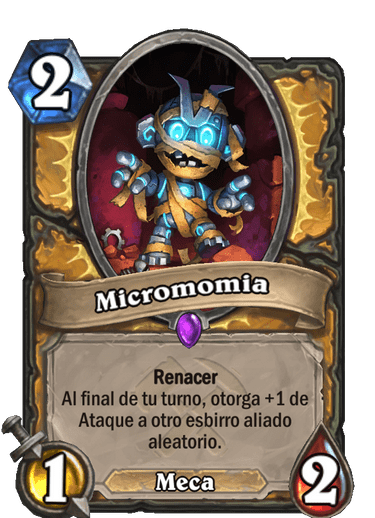 2
Micromomia
Renacer
Al final de tu turno, otorga +1 de
Ataque a otro esbirro aliado
aleatorio.
1
Meca
2